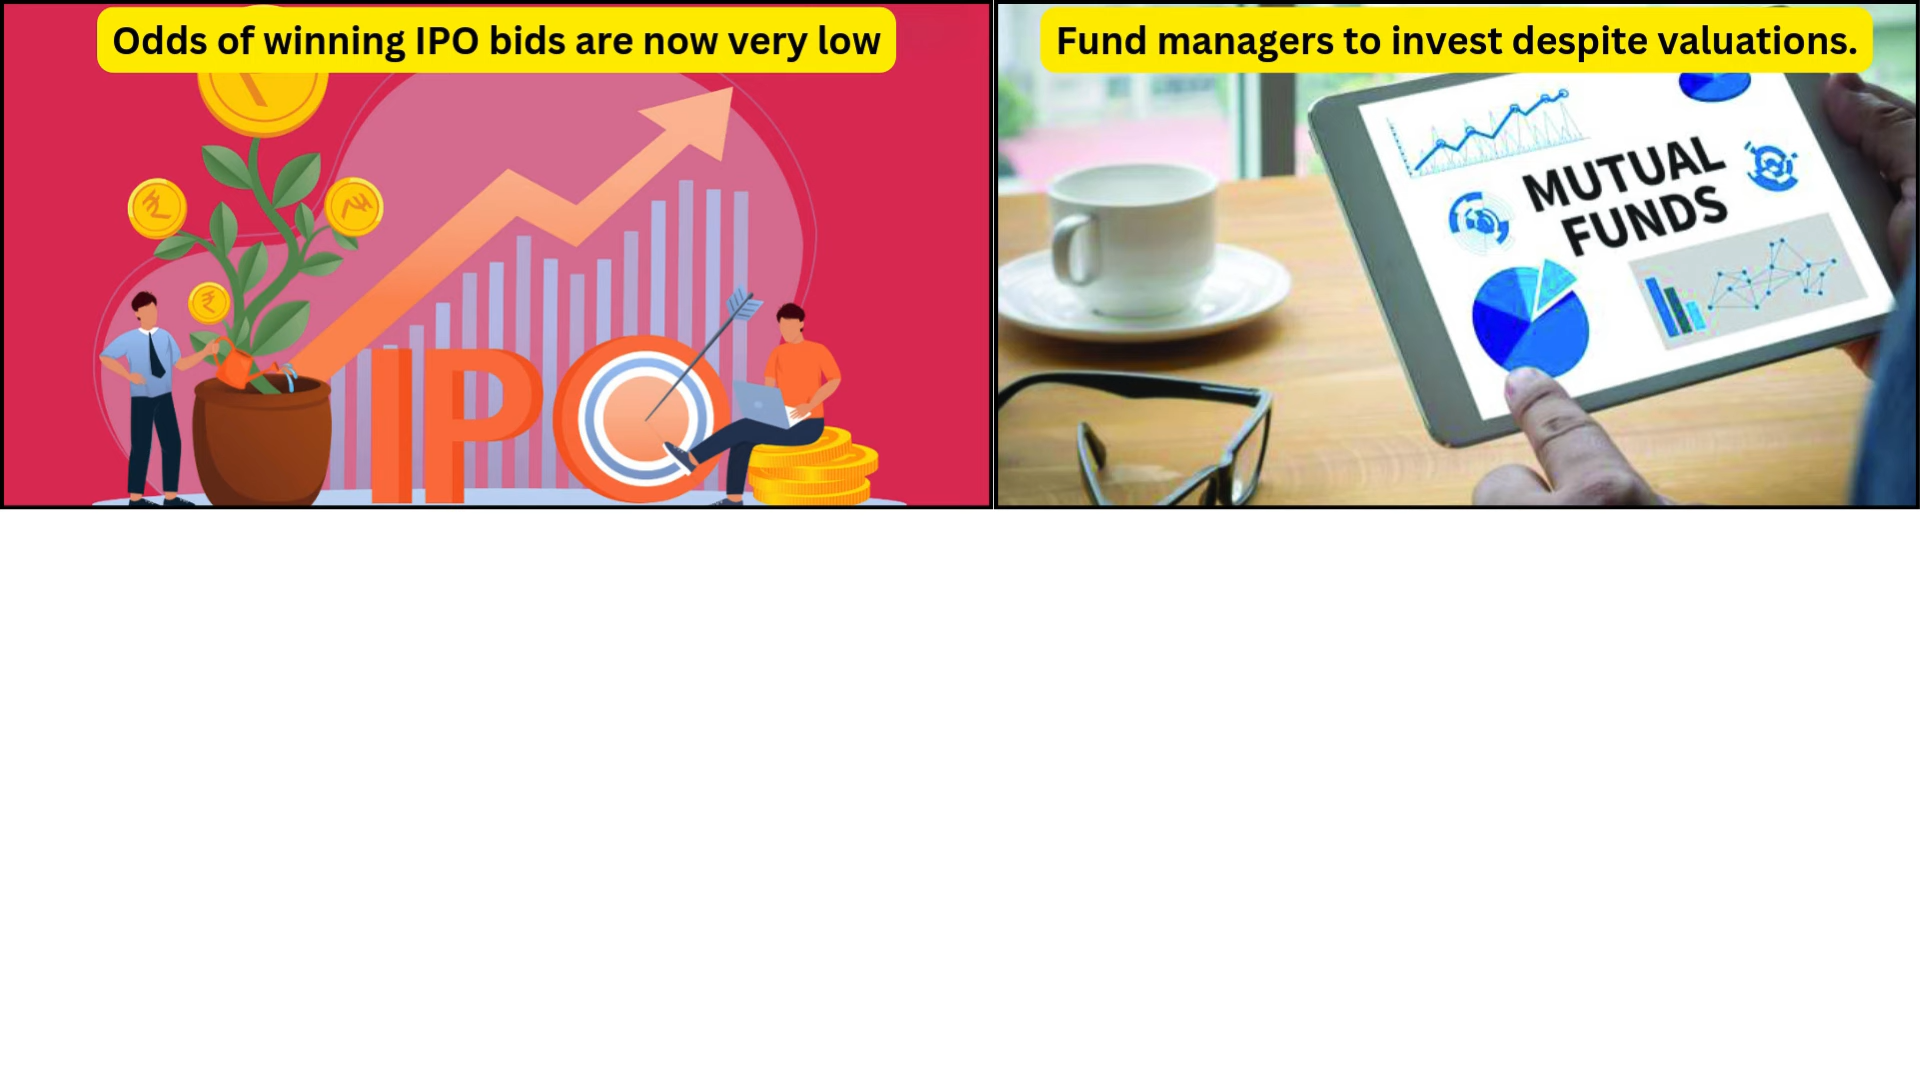 Odds of winning IPO bids are now very low
IPO
Fund managers to invest despite valuations.
MUTUAL
FUNDS